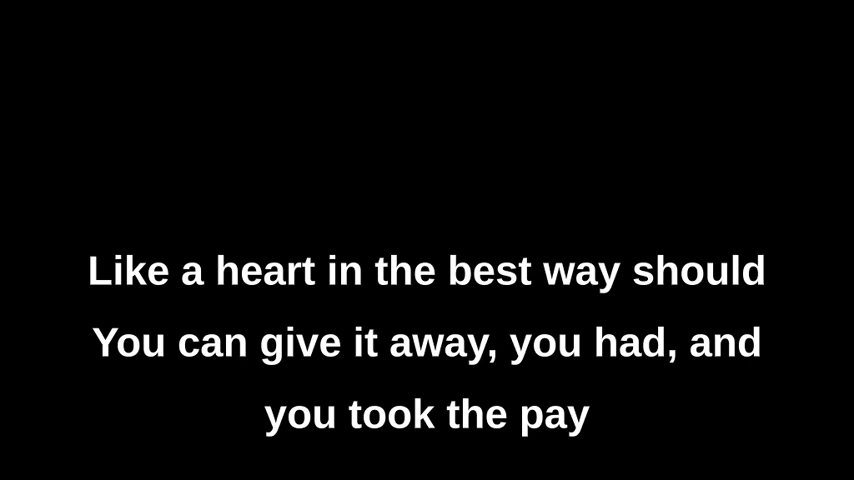 Like a heart in the best way should
You can give it away, you had, and
you took the pay